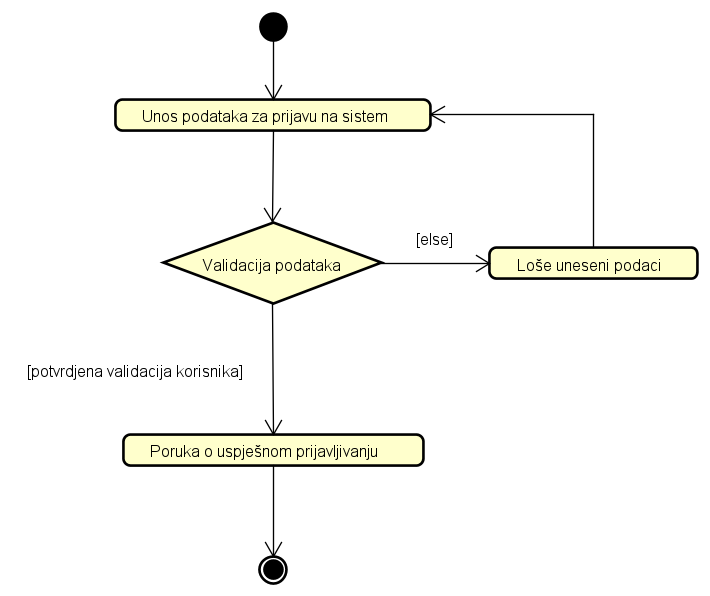 Unos podataka za prijavu na sistem
[else]
Validacija podataka
Loše uneseni podaci
[potvrdjena validacija korisnika]
Poruka o uspješnom prijavljivanju